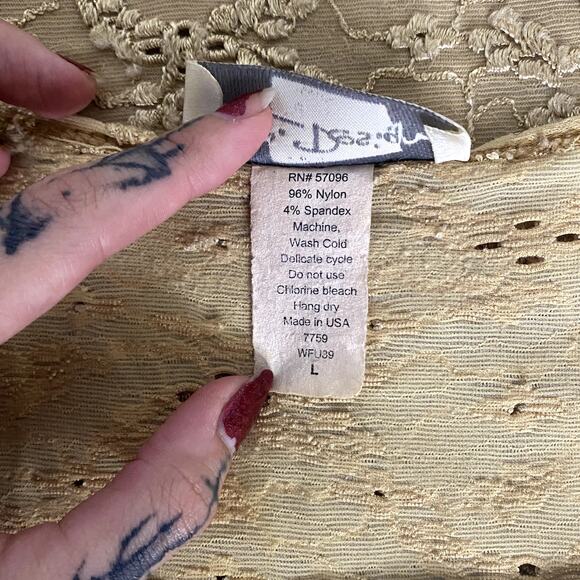 RN# 57096
96% Nylon
4% Spandex
Machine,
Wash Cold
Delicate cycle
Do not use
Chlorine bleach
Hang dry
Made in USA
7759
WFU39
L